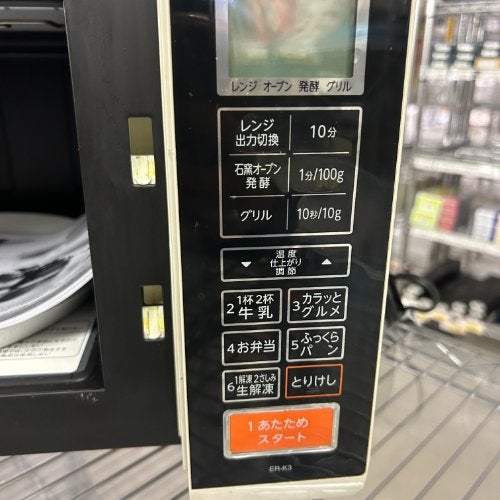 レンジ オーブン 発酵 グリル
レンジ
出力切換
10分
石窯オーブン
発酵
1分/100g
グリル
10秒/10g
▼
温度
仕上がり
調節
▲
2 1杯2杯
牛乳
3 カラッと
グルメ
4 お弁当
5 ふっくら
パン
6 1解凍2さしみ
生解凍
とりけし
1 あたため
スタート
ER-K3